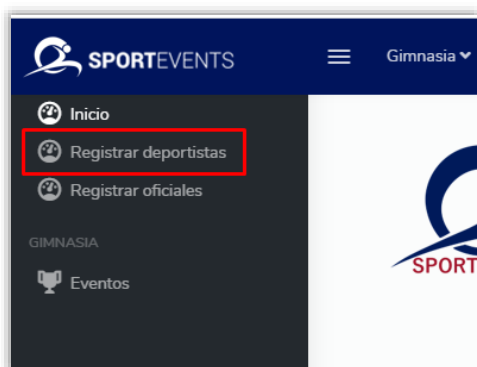 SPORTEVENTS
Gimnasia
Inicio
Registrar deportistas
Registrar oficiales
GIMNASIA
Eventos
SPORT